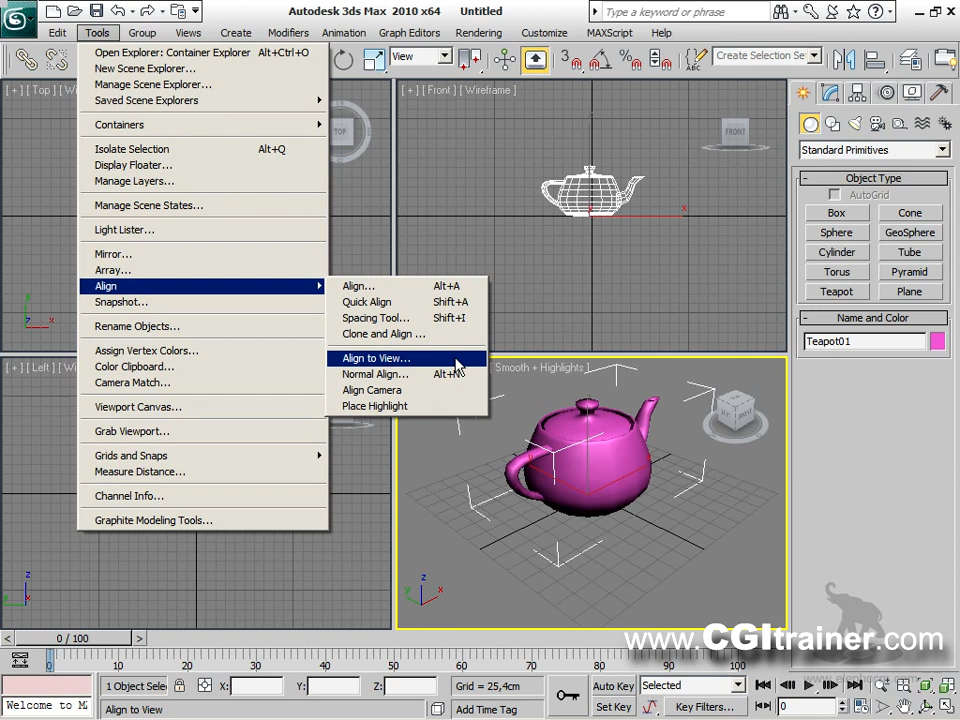 Autodesk 3ds Max 2010 x64 Untitled
Type a keyword or phrase
Edit Tools Group Views Create Modifiers Animation Graph Editors Rendering Customize MAXScript Help
View
Create Selection Se
Open Explorer: Container Explorer Alt+Ctrl+O
New Scene Explorer...
Manage Scene Explorer...
Saved Scene Explorers
Containers
Isolate Selection Alt+Q
Display Floater...
Manage Layers...
Manage Scene States...
Light Lister...
Mirror...
Array...
Align
Snapshot...
Rename Objects...
Assign Vertex Colors...
Color Clipboard...
Camera Match...
Viewport Canvas...
Grab Viewport...
Grids and Snaps
Measure Distance...
Channel Info...
Graphite Modeling Tools...
Align... Alt+A
Quick Align Shift+A
Spacing Tool... Shift+I
Clone and Align ...
Align to View...
Normal Align... Alt+N
Align Camera
Place Highlight
[ + ] [ Top ] [ Wi
TOP
[ + ] [ Front ] [ Wireframe ]
FRONT
x
z
x
[ + ] [ Left ] [ W
z
Smooth + Highlights ]
z
x
y
Standard Primitives
- Object Type
AutoGrid
Box Cone
Sphere GeoSphere
Cylinder Tube
Torus Pyramid
Teapot Plane
- Name and Color
Teapot01
www.CGItrainer.com
< 0 / 100 >
0 10 20 30 40 50 60 70 80 90 100
1 Object Sele X: Y: Z: Grid = 25,4cm Auto Key Selected
Welcome to M
Align to View Add Time Tag Set Key Key Filters... 0